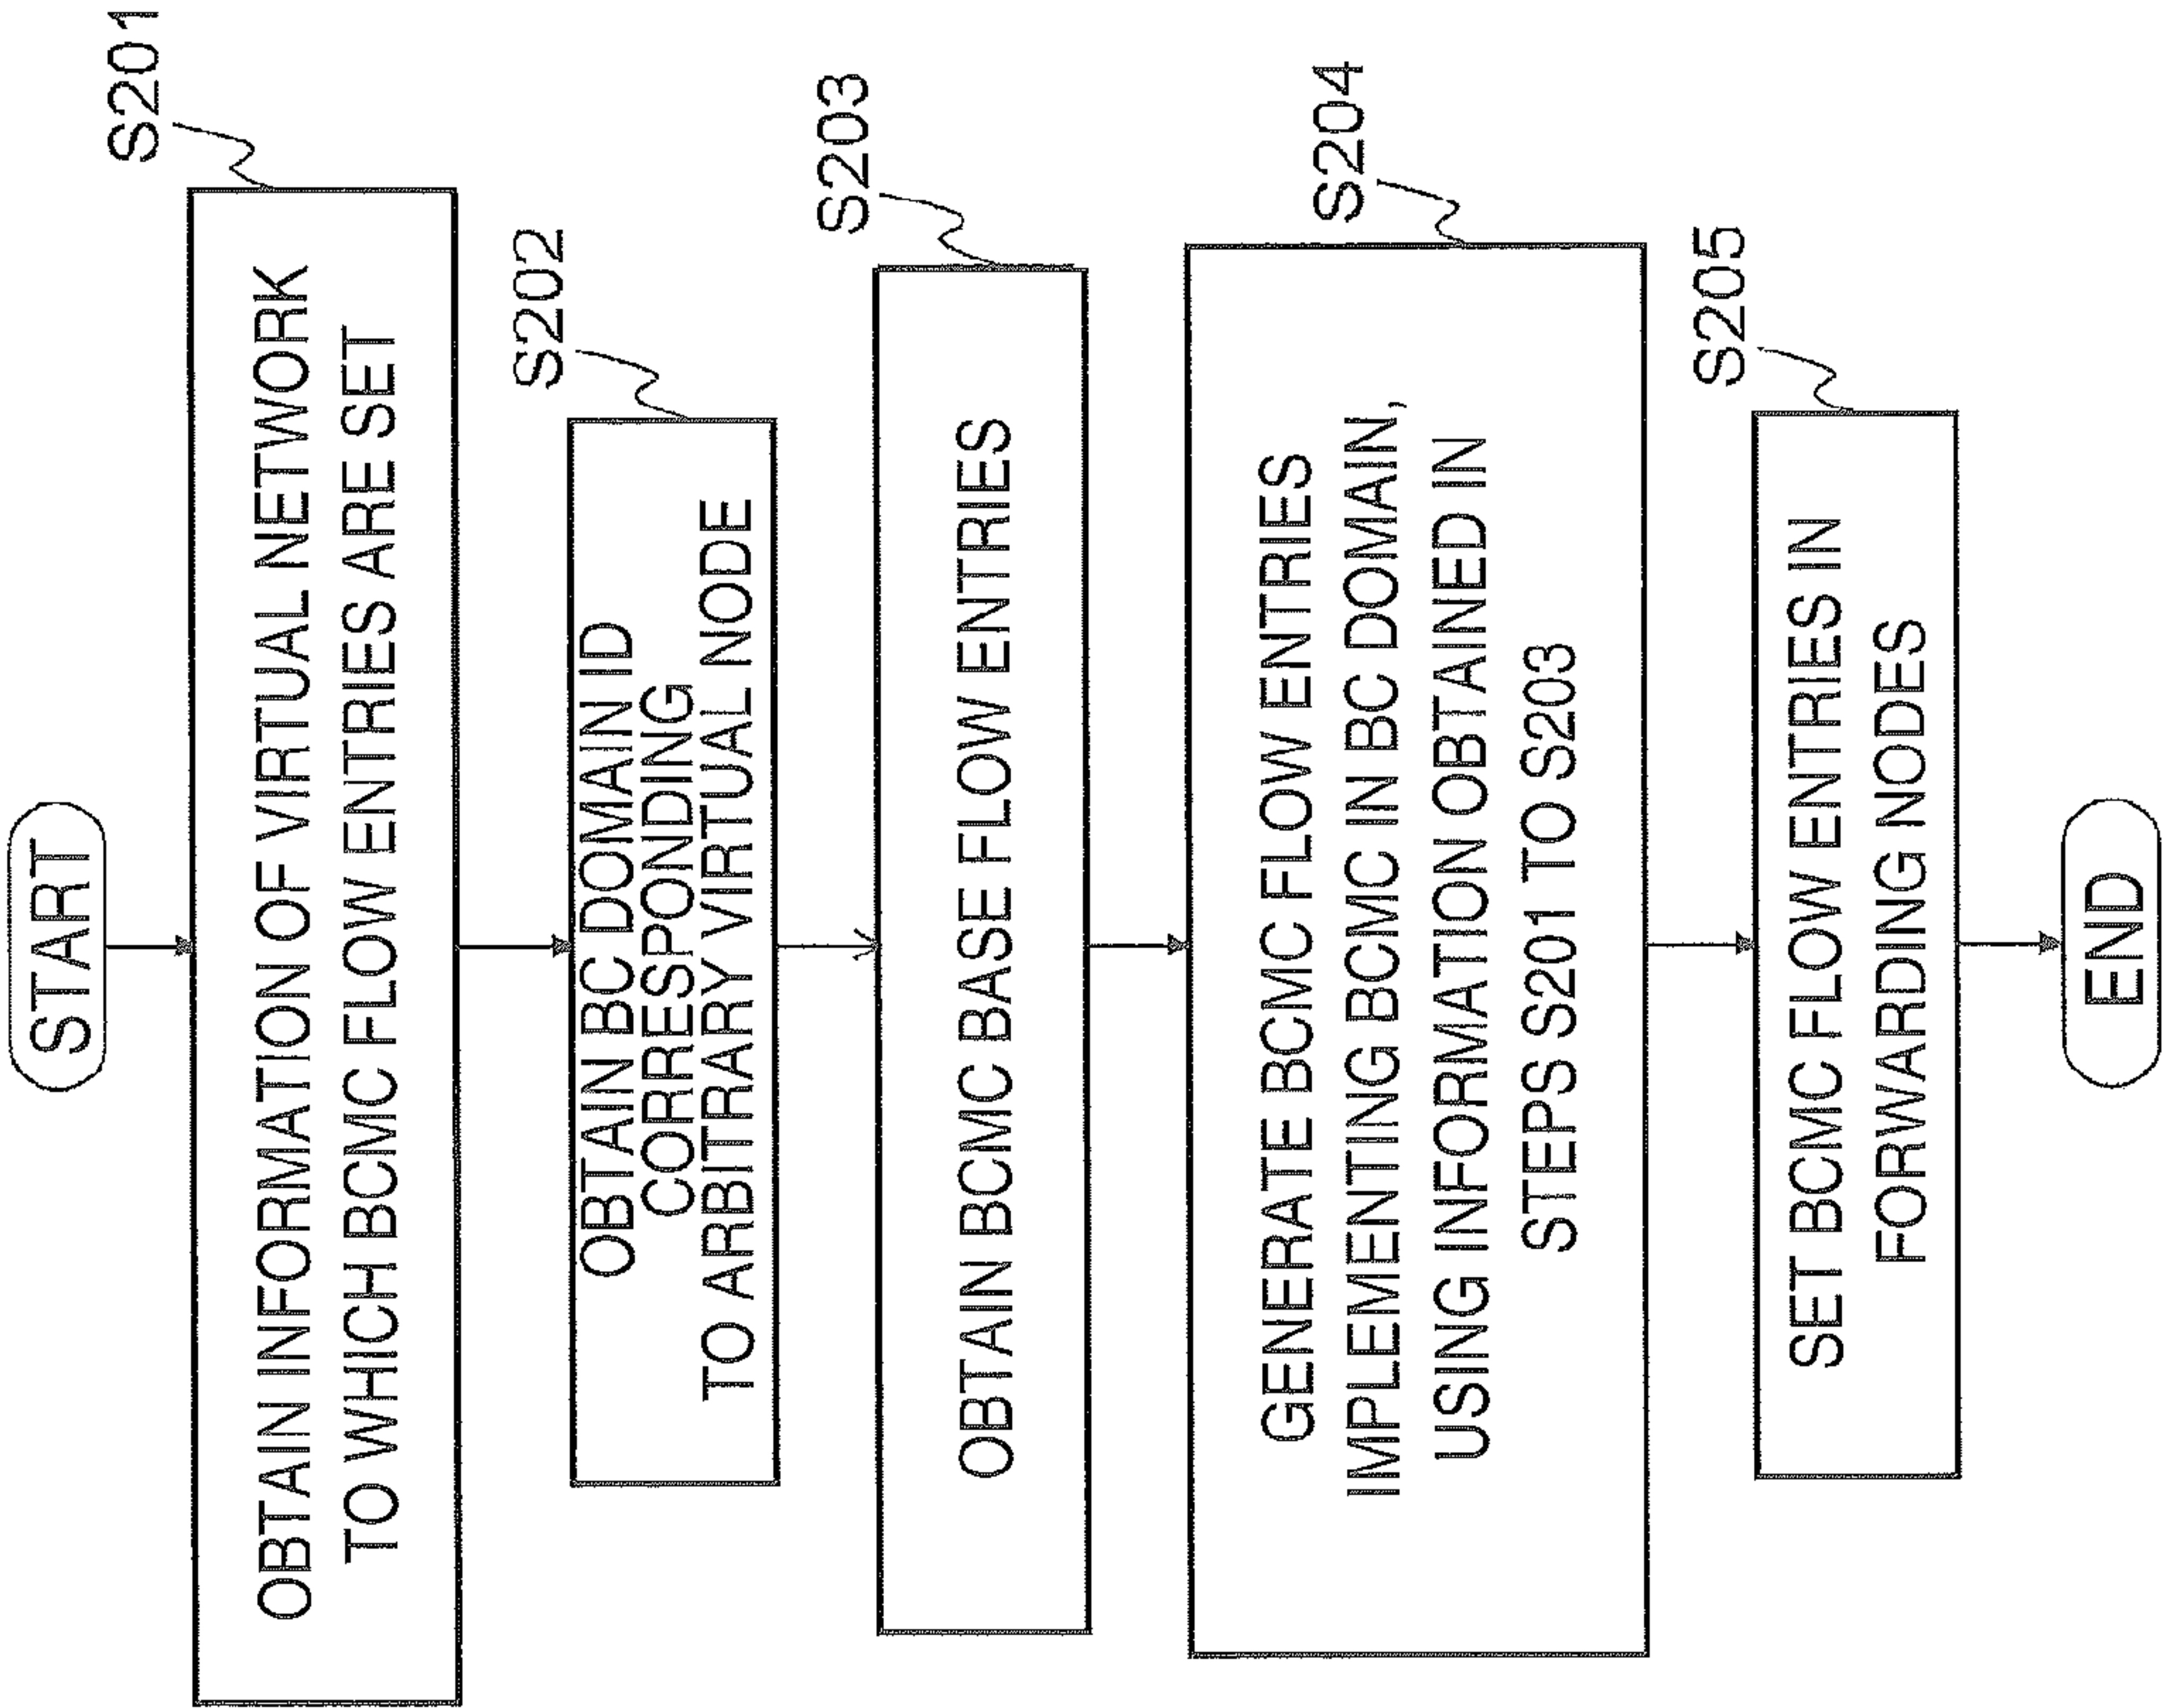 START
S201
OBTAIN INFORMATION OF VIRTUAL NETWORK
TO WHICH BCMC FLOW ENTRIES ARE SET
S202
OBTAIN BC DOMAIN ID
CORRESPONDING
TO ARBITRARY VIRTUAL NODE
S203
OBTAIN BCMC BASE FLOW ENTRIES
S204
GENERATE BCMC FLOW ENTRIES
IMPLEMENTING BCMC IN BC DOMAIN,
USING INFORMATION OBTAINED IN
STEPS S201 TO S203
S205
SET BCMC FLOW ENTRIES IN
FORWARDING NODES
END